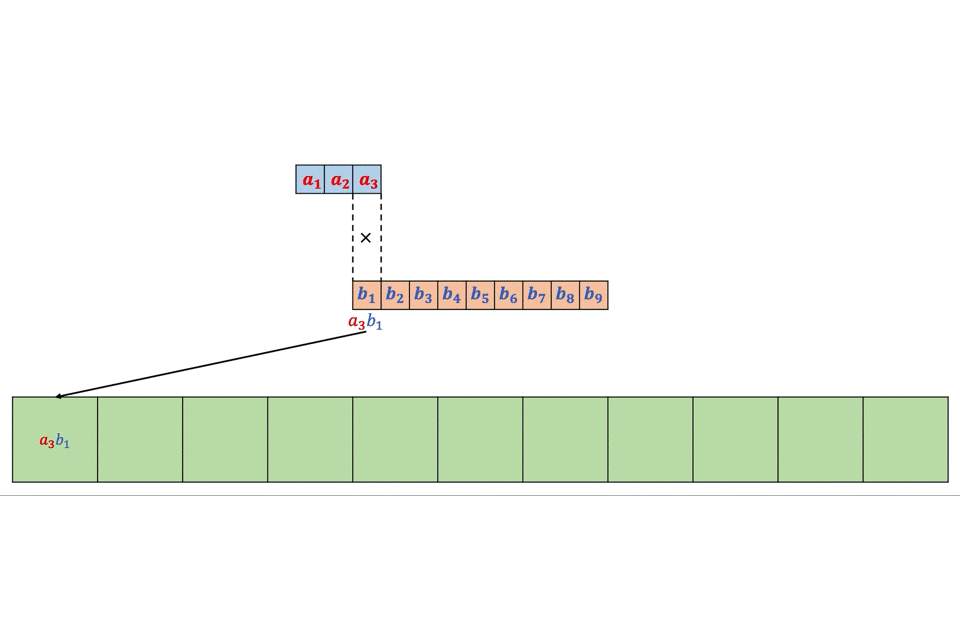 a₁ a₂ a₃
×
b₁ b₂ b₃ b₄ b₅ b₆ b₇ b₈ b₉
a₃b₁
a₃b₁